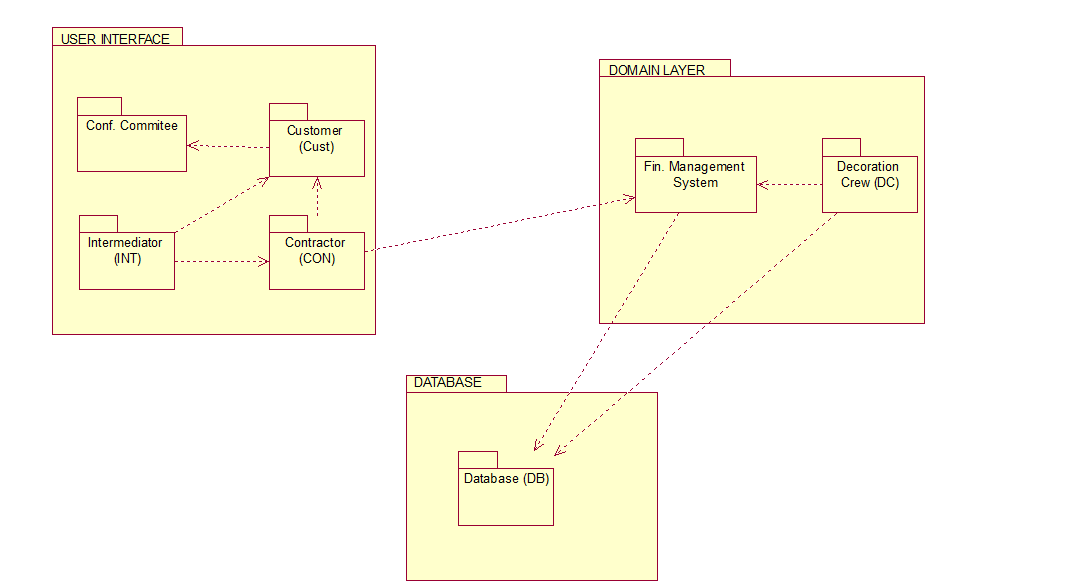 USER INTERFACE
Conf. Commitee
Customer
(Cust)
Intermediator
(INT)
Contractor
(CON)
DOMAIN LAYER
Fin. Management
System
Decoration
Crew (DC)
DATABASE
Database (DB)